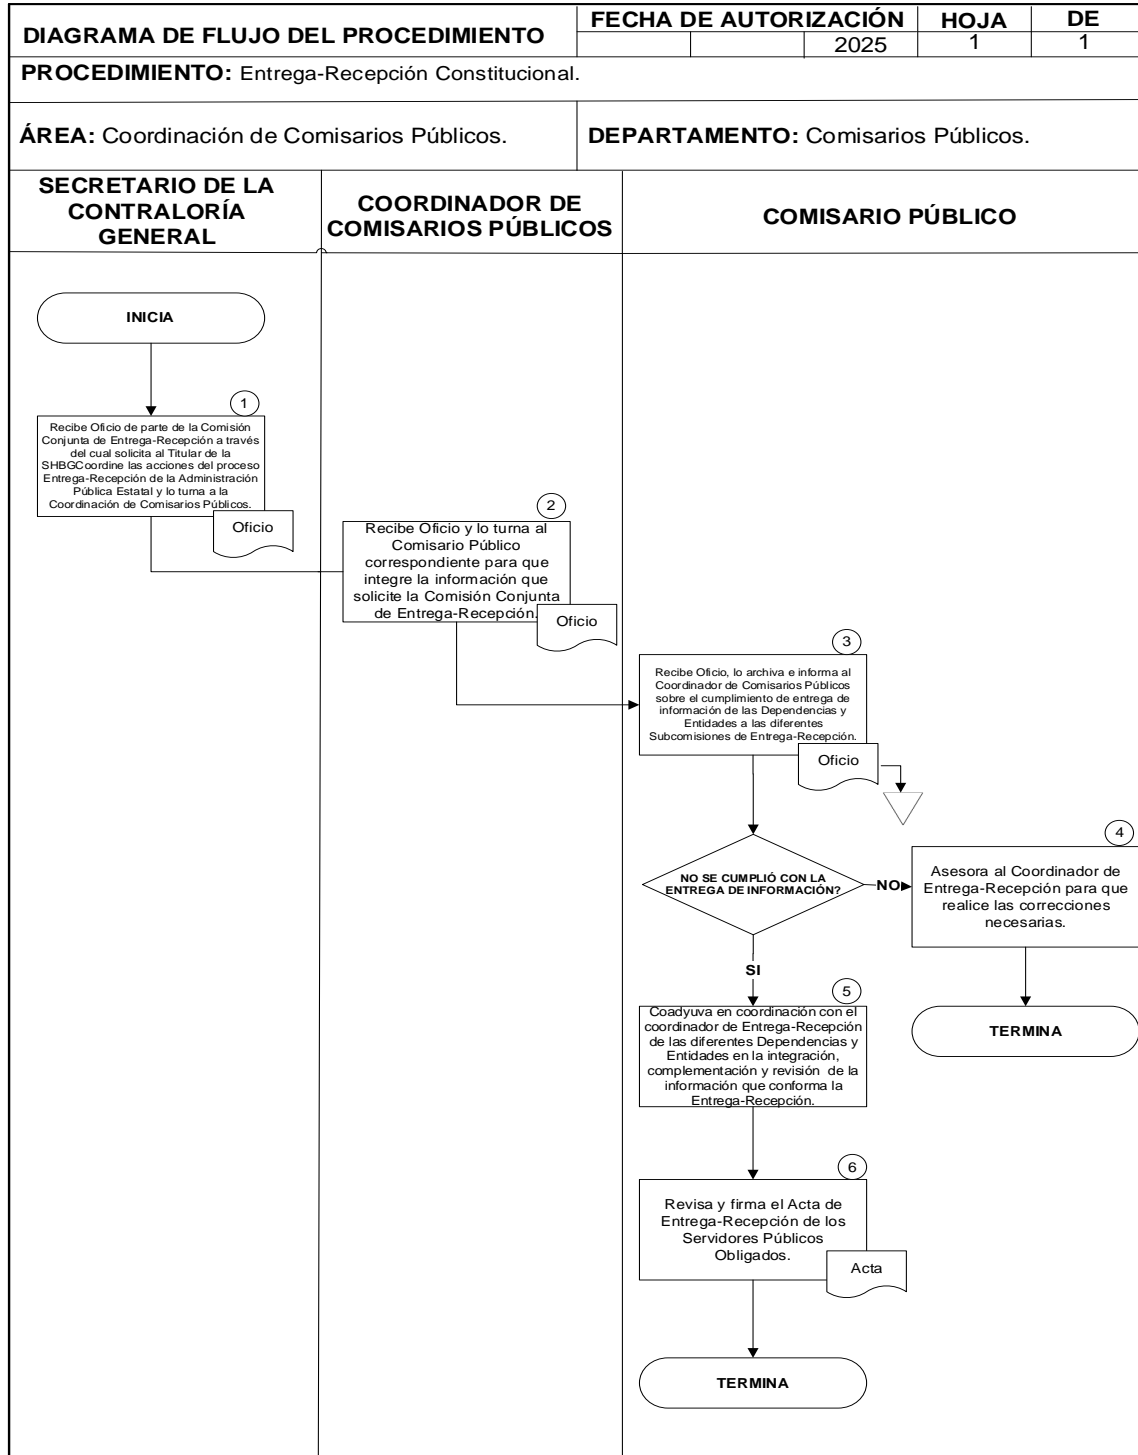 DIAGRAMA DE FLUJO DEL PROCEDIMIENTO
FECHA DE AUTORIZACIÓN
HOJA
DE
2025
1
1
PROCEDIMIENTO: Entrega-Recepción Constitucional.
ÁREA: Coordinación de Comisarios Públicos.
DEPARTAMENTO: Comisarios Públicos.
SECRETARIO DE LA
CONTRALORÍA
GENERAL
COORDINADOR DE
COMISARIOS PÚBLICOS
COMISARIO PÚBLICO
INICIA
1
Recibe Oficio de parte de la Comisión
Conjunta de Entrega-Recepción a través
del cual solicita al Titular de la
SHBGCoordine las acciones del proceso
Entrega-Recepción de la Administración
Pública Estatal y lo turna a la
Coordinación de Comisarios Públicos.
Oficio
2
Recibe Oficio y lo turna al
Comisario Público
correspondiente para que
integre la información que
solicite la Comisión Conjunta
de Entrega-Recepción.
Oficio
3
Recibe Oficio, lo archiva e informa al
Coordinador de Comisarios Públicos
sobre el cumplimiento de entrega de
información de las Dependencias y
Entidades a las diferentes
Subcomisiones de Entrega-Recepción.
Oficio
NO SE CUMPLIÓ CON LA
ENTREGA DE INFORMACIÓN?
NO
4
Asesora al Coordinador de
Entrega-Recepción para que
realice las correcciones
necesarias.
TERMINA
SI
5
Coadyuva en coordinación con el
coordinador de Entrega-Recepción
de las diferentes Dependencias y
Entidades en la integración,
complementación y revisión de la
información que conforma la
Entrega-Recepción.
6
Revisa y firma el Acta de
Entrega-Recepción de los
Servidores Públicos
Obligados.
Acta
TERMINA